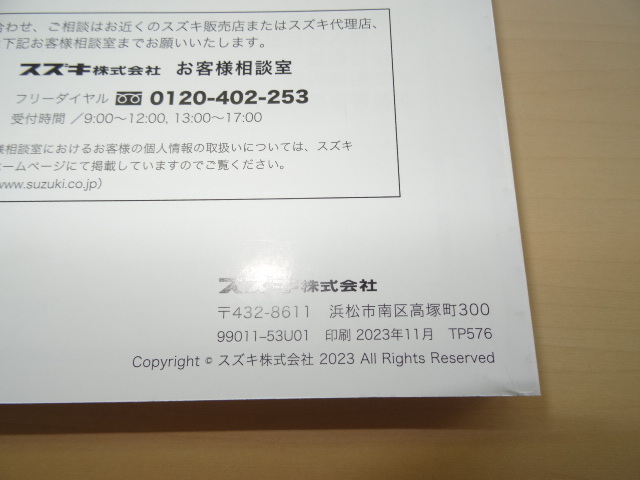 合わせ、ご相談はお近くのスズキ販売店またはスズキ代理店、
下記お客様相談室までお願いいたします。
スズキ株式会社 お客様相談室
フリーダイヤル 0120-402-253
受付時間 ／9:00～12:00, 13:00～17:00
相談室におけるお客様の個人情報の取扱いについては、スズキ
ームページにて掲載していますのでご覧ください。
www.suzuki.co.jp）
スズキ株式会社
〒432-8611 浜松市南区高塚町300
99011-53U01 印刷 2023年11月 TP576
Copyright © スズキ株式会社 2023 All Rights Reserved